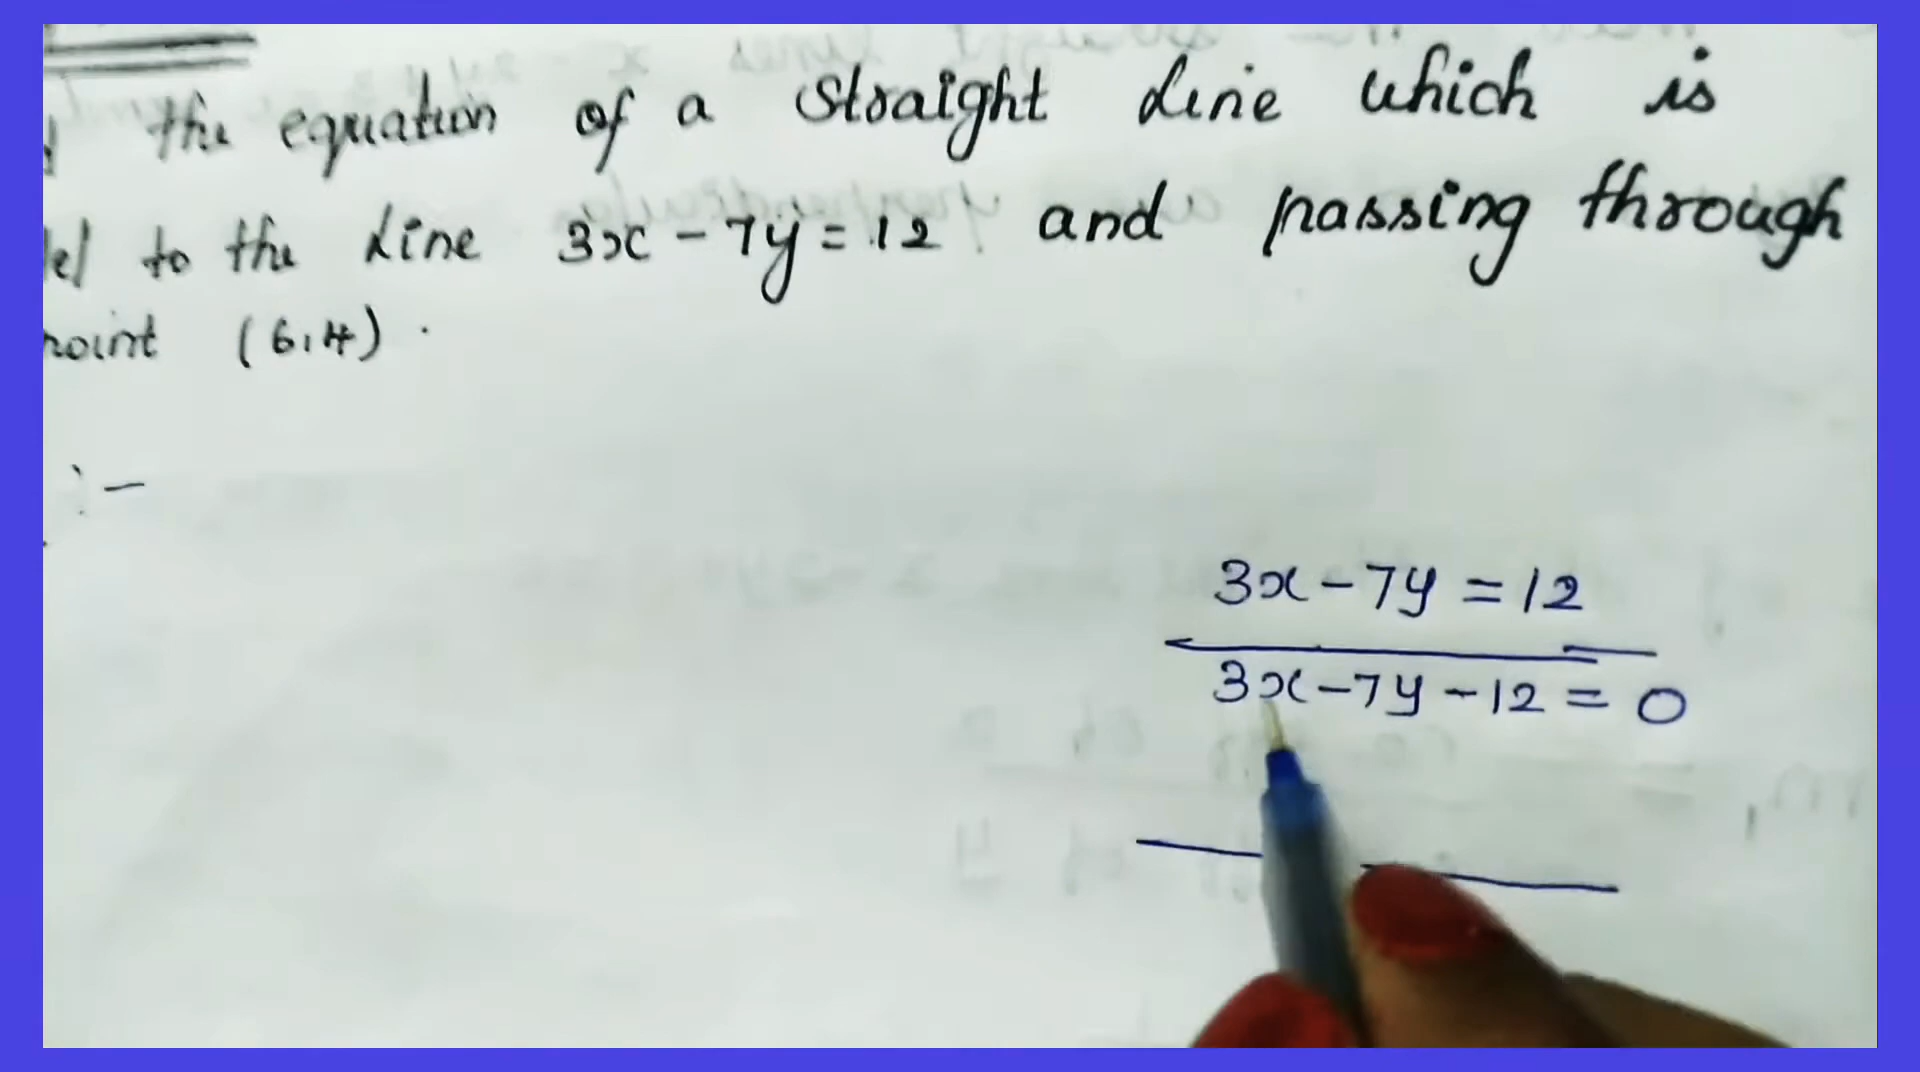 the equation of a straight line which is
lel to the line 3x - 7y = 12 and passing through
point (6,4) .
:-
3x - 7y = 12
3x - 7y - 12 = 0